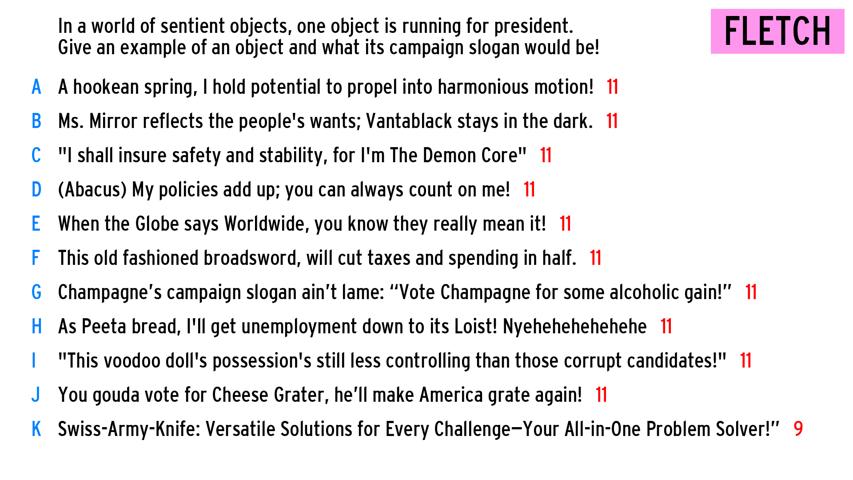 In a world of sentient objects, one object is running for president.
Give an example of an object and what its campaign slogan would be!
FLETCH
A A hookean spring, I hold potential to propel into harmonious motion! 11
B Ms. Mirror reflects the people's wants; Vantablack stays in the dark. 11
C "I shall insure safety and stability, for I'm The Demon Core" 11
D (Abacus) My policies add up; you can always count on me! 11
E When the Globe says Worldwide, you know they really mean it! 11
F This old fashioned broadsword, will cut taxes and spending in half. 11
G Champagne’s campaign slogan ain’t lame: “Vote Champagne for some alcoholic gain!” 11
H As Peeta bread, I'll get unemployment down to its Loist! Nyehehehehehehe 11
I "This voodoo doll's possession's still less controlling than those corrupt candidates!" 11
J You gouda vote for Cheese Grater, he’ll make America grate again! 11
K Swiss-Army-Knife: Versatile Solutions for Every Challenge—Your All-in-One Problem Solver!” 9